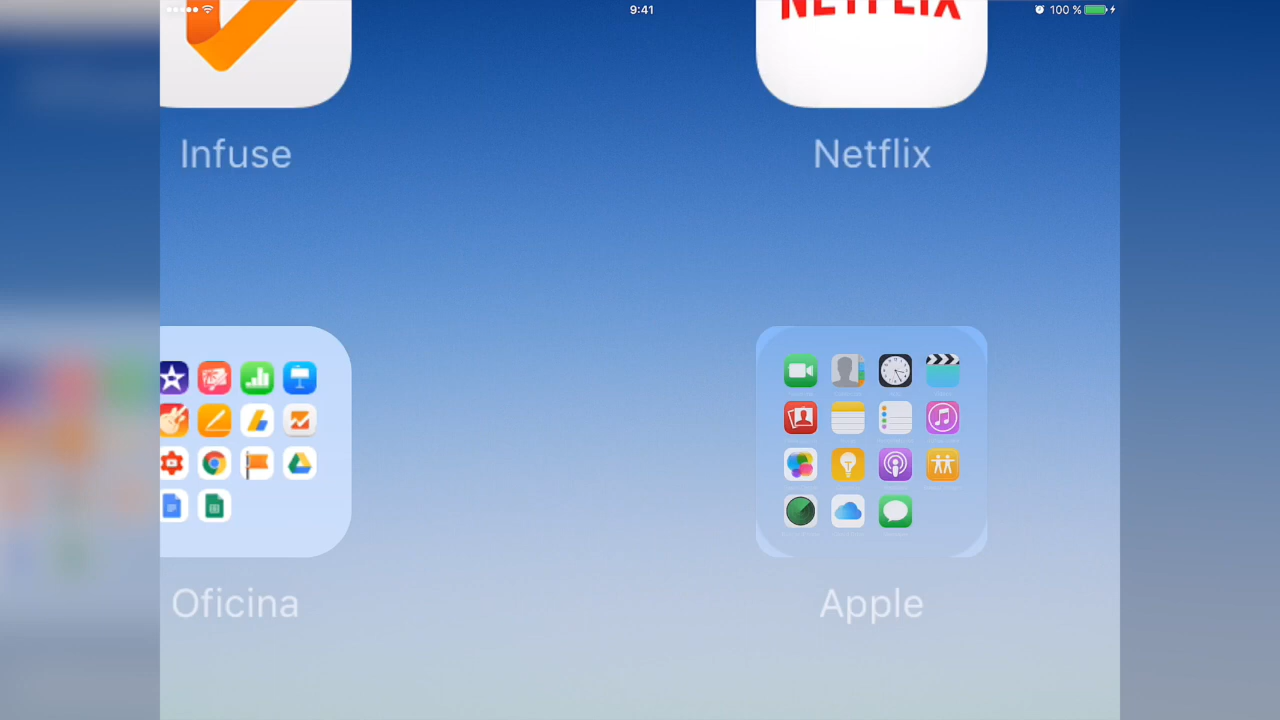 9:41
100 %
NETFLIX
Infuse
Netflix
Oficina
Apple